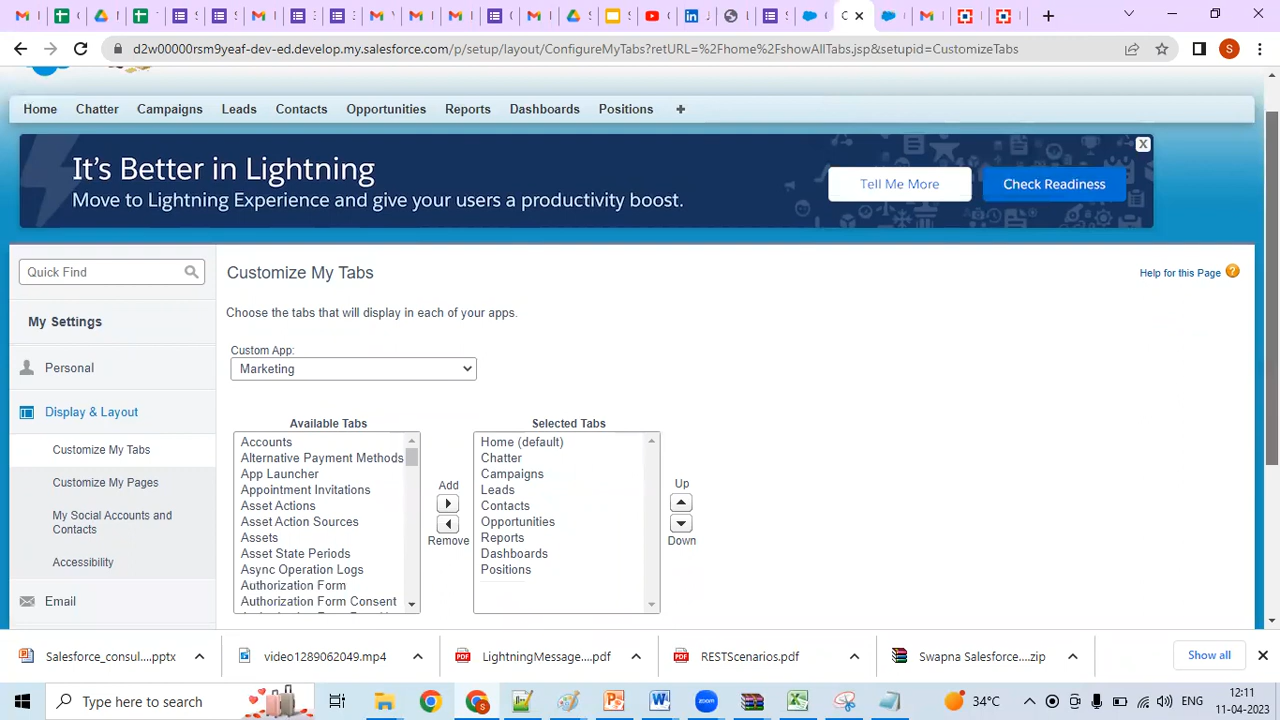 d2w00000rsm9yeaf-dev-ed.develop.my.salesforce.com/p/setup/layout/ConfigureMyTabs?retURL=%2Fhome%2FshowAllTabs.jsp&setupid=CustomizeTabs
S
Home Chatter Campaigns Leads Contacts Opportunities Reports Dashboards Positions +
It's Better in Lightning
Move to Lightning Experience and give your users a productivity boost.
Tell Me More
Check Readiness
X
Quick Find
My Settings
Personal
Display & Layout
Customize My Tabs
Customize My Pages
My Social Accounts and
Contacts
Accessibility
Email
Customize My Tabs
Help for this Page ?
Choose the tabs that will display in each of your apps.
Custom App:
Marketing
Available Tabs
Accounts
Alternative Payment Methods
App Launcher
Appointment Invitations
Asset Actions
Asset Action Sources
Assets
Asset State Periods
Async Operation Logs
Authorization Form
Authorization Form Consent
Add
Remove
Selected Tabs
Home (default)
Chatter
Campaigns
Leads
Contacts
Opportunities
Reports
Dashboards
Positions
Up
Down
Salesforce_consul....pptx
video1289062049.mp4
LightningMessage....pdf
RESTScenarios.pdf
Swapna Salesforce....zip
Show all
Type here to search
34°C
ENG
12:11
11-04-2023